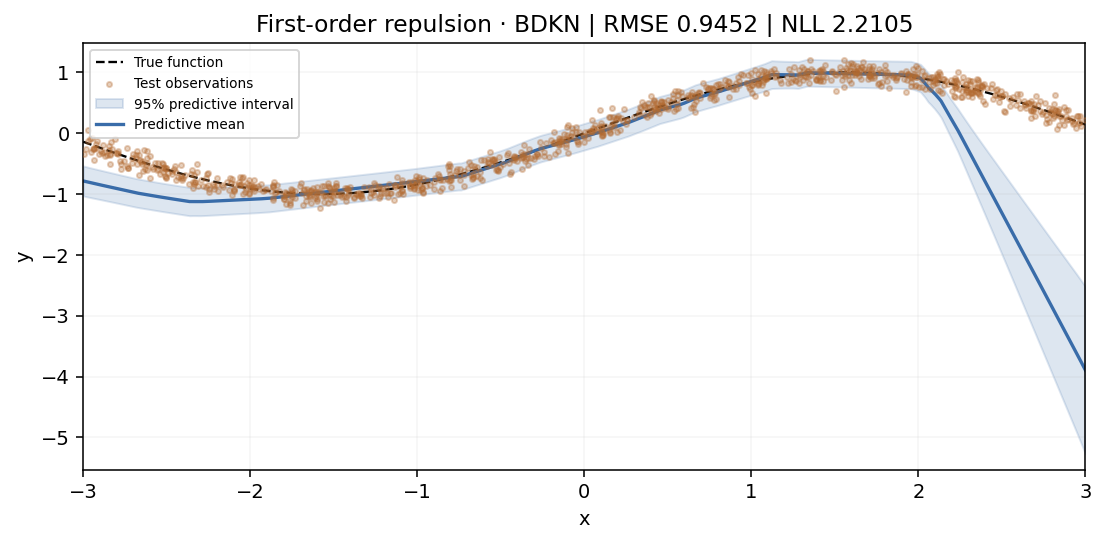 First-order repulsion · BDKN | RMSE 0.9452 | NLL 2.2105
True function
Test observations
95% predictive interval
Predictive mean
y
1
0
−1
−2
−3
−4
−5
−3
−2
−1
0
1
2
3
x